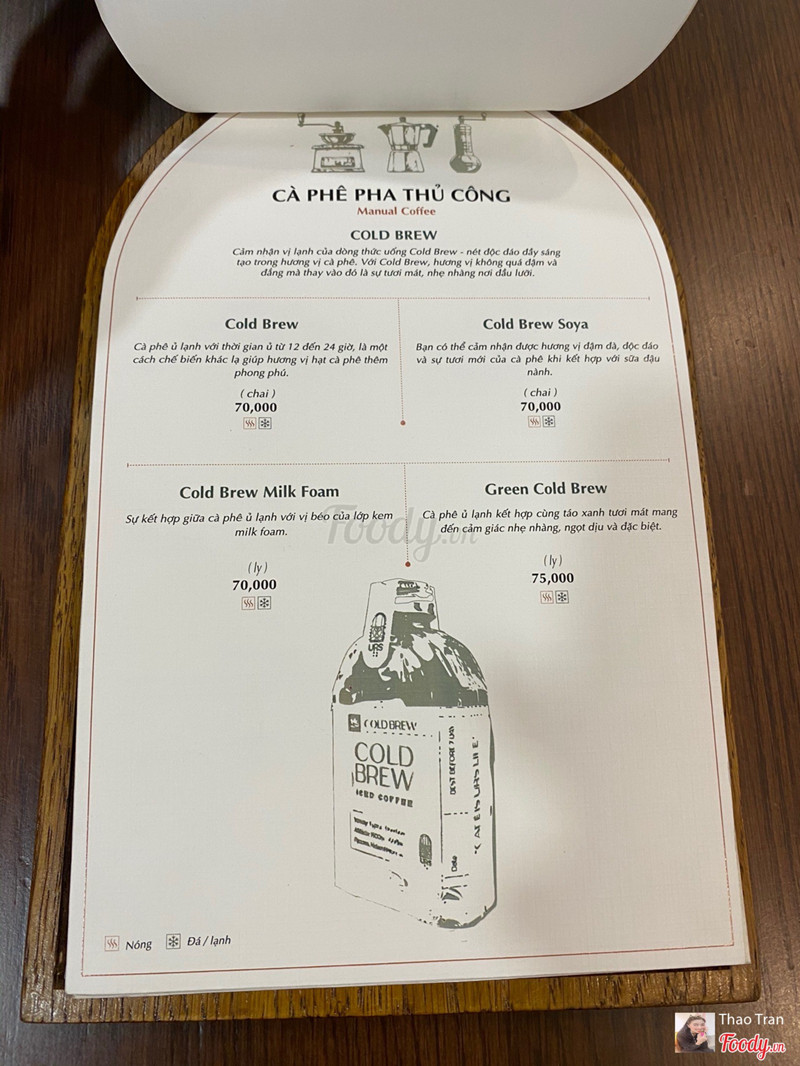 CÀ PHÊ PHA THỦ CÔNG
Manual Coffee
COLD BREW
Cảm nhận vị lạnh của dòng thức uống Cold Brew - nét độc đáo đầy sáng
tạo trong hương vị cà phê. Với Cold Brew, hương vị không quá đậm và
đắng mà thay vào đó là sự tươi mát, nhẹ nhàng nơi đầu lưỡi.
Cold Brew
Cà phê ủ lạnh với thời gian ủ từ 12 đến 24 giờ, là một
cách chế biến khác lạ giúp hương vị hạt cà phê thêm
phong phú.
( chai )
70,000
Cold Brew Soya
Bạn có thể cảm nhận được hương vị đậm đà, độc đáo
và sự tươi mới của cà phê khi kết hợp với sữa đậu
nành.
( chai )
70,000
Cold Brew Milk Foam
Sự kết hợp giữa cà phê ủ lạnh với vị béo của lớp kem
milk foam.
( ly )
70,000
Green Cold Brew
Cà phê ủ lạnh kết hợp cùng táo xanh tươi mát mang
đến cảm giác nhẹ nhàng, ngọt dịu và đặc biệt.
( ly )
75,000
Foody.vn
URS
COLD BREW
COLD
BREW
ICED COFFEE
BEST BEFORE 7
Date
Nóng
Đá / lạnh
Thao Tran
Foody.vn